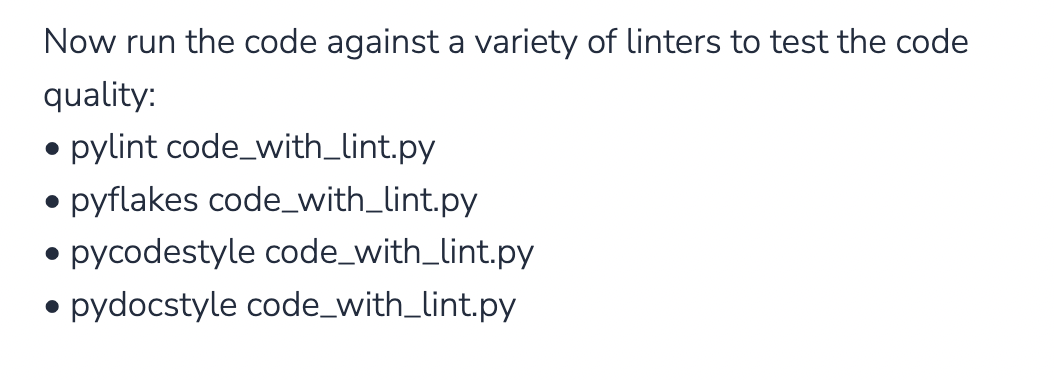 Now run the code against a variety of linters to test the code
quality:
• pylint code_with_lint.py
• pyflakes code_with_lint.py
• pycodestyle code_with_lint.py
• pydocstyle code_with_lint.py